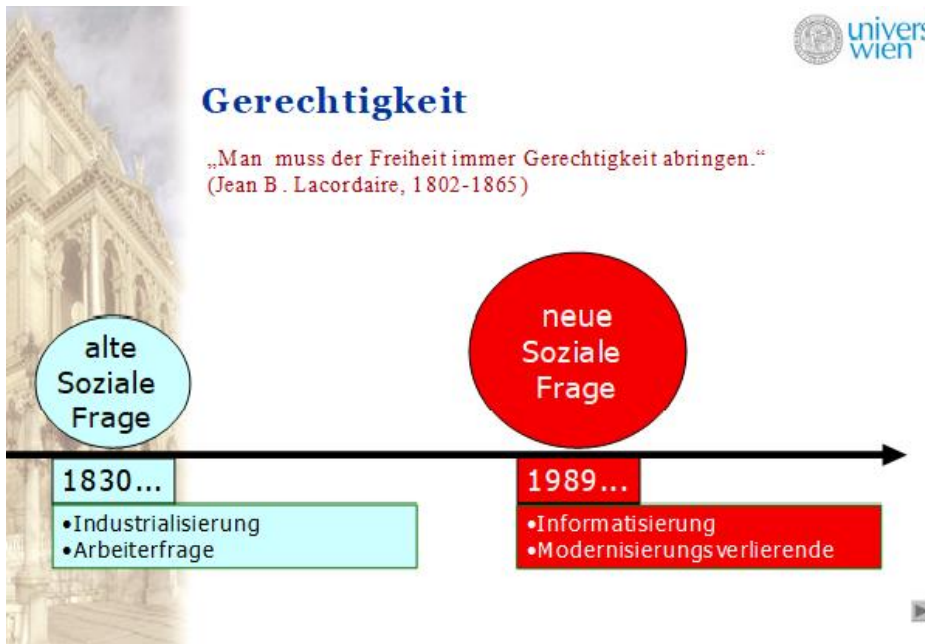 univers
wien
Gerechtigkeit
„Man muss der Freiheit immer Gerechtigkeit abringen.“
(Jean B. Lacordaire, 1802-1865)
alte
Soziale
Frage
neue
Soziale
Frage
1830...
•Industrialisierung
•Arbeiterfrage
1989...
•Informatisierung
•Modernisierungsverlierende